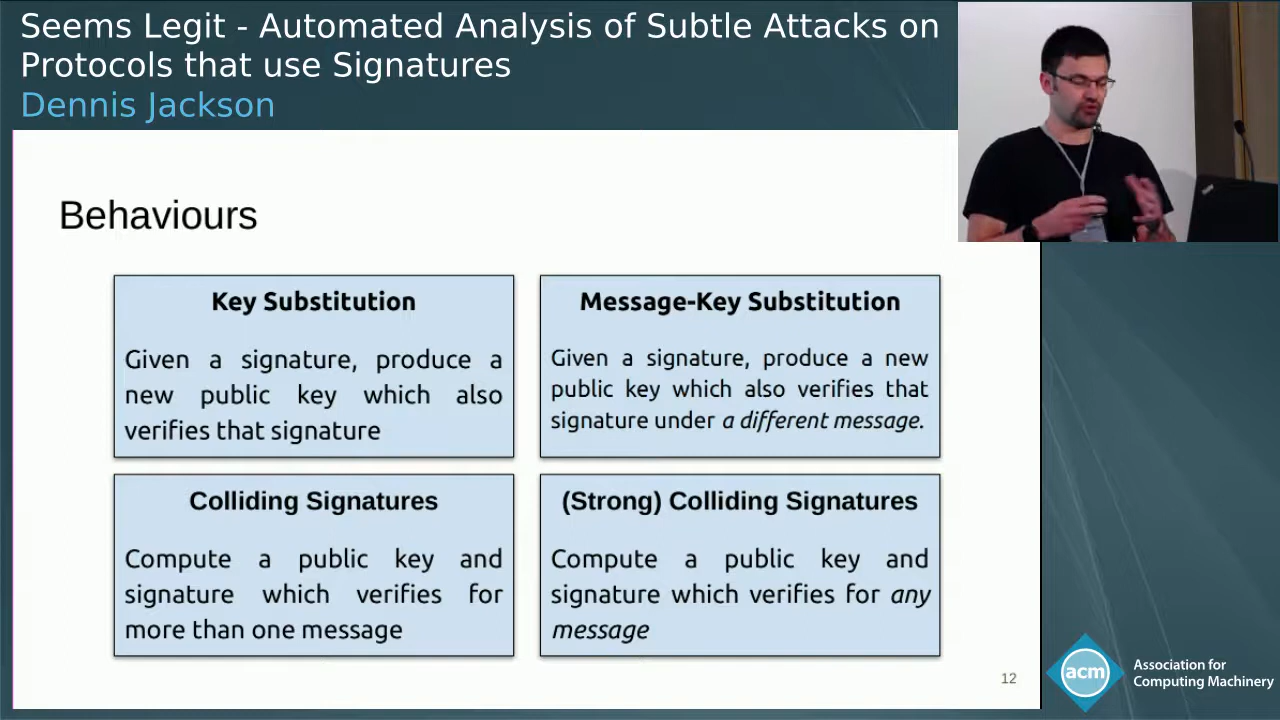 Seems Legit - Automated Analysis of Subtle Attacks on
Protocols that use Signatures
Dennis Jackson
Behaviours
Key Substitution
Given a signature, produce a
new public key which also
verifies that signature
Message-Key Substitution
Given a signature, produce a new
public key which also verifies that
signature under a different message.
Colliding Signatures
Compute a public key and
signature which verifies for
more than one message
(Strong) Colliding Signatures
Compute a public key and
signature which verifies for any
message
12
acm
Association for
Computing Machinery